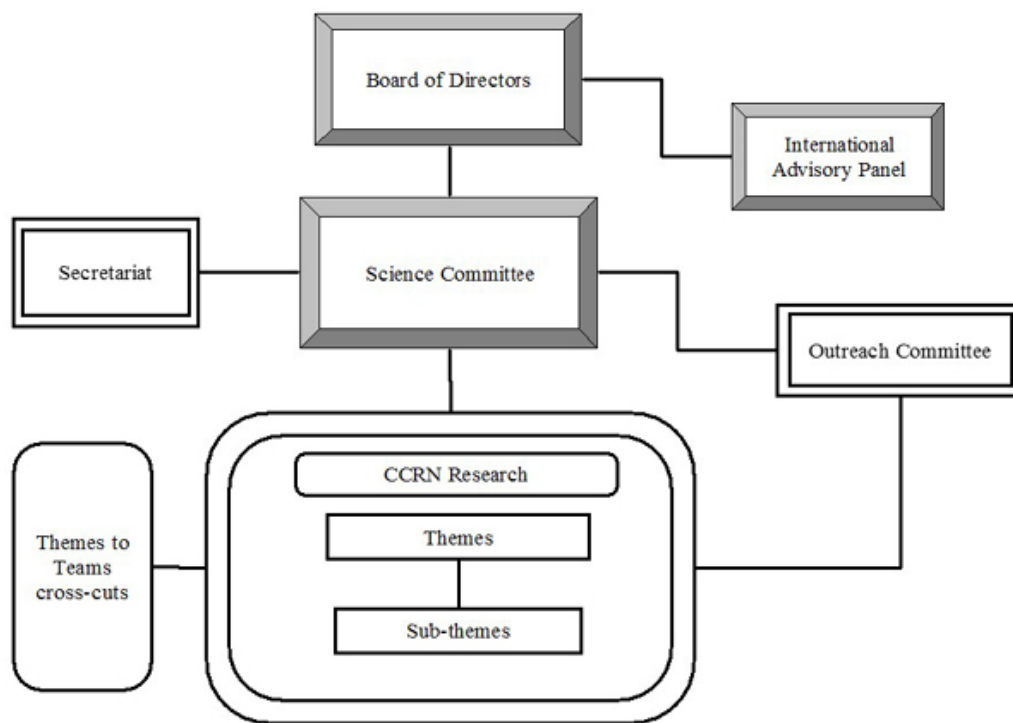 Board of Directors
International
Advisory Panel
Secretariat
Science Committee
Outreach Committee
CCRN Research
Themes
Themes to
Teams
cross-cuts
Sub-themes